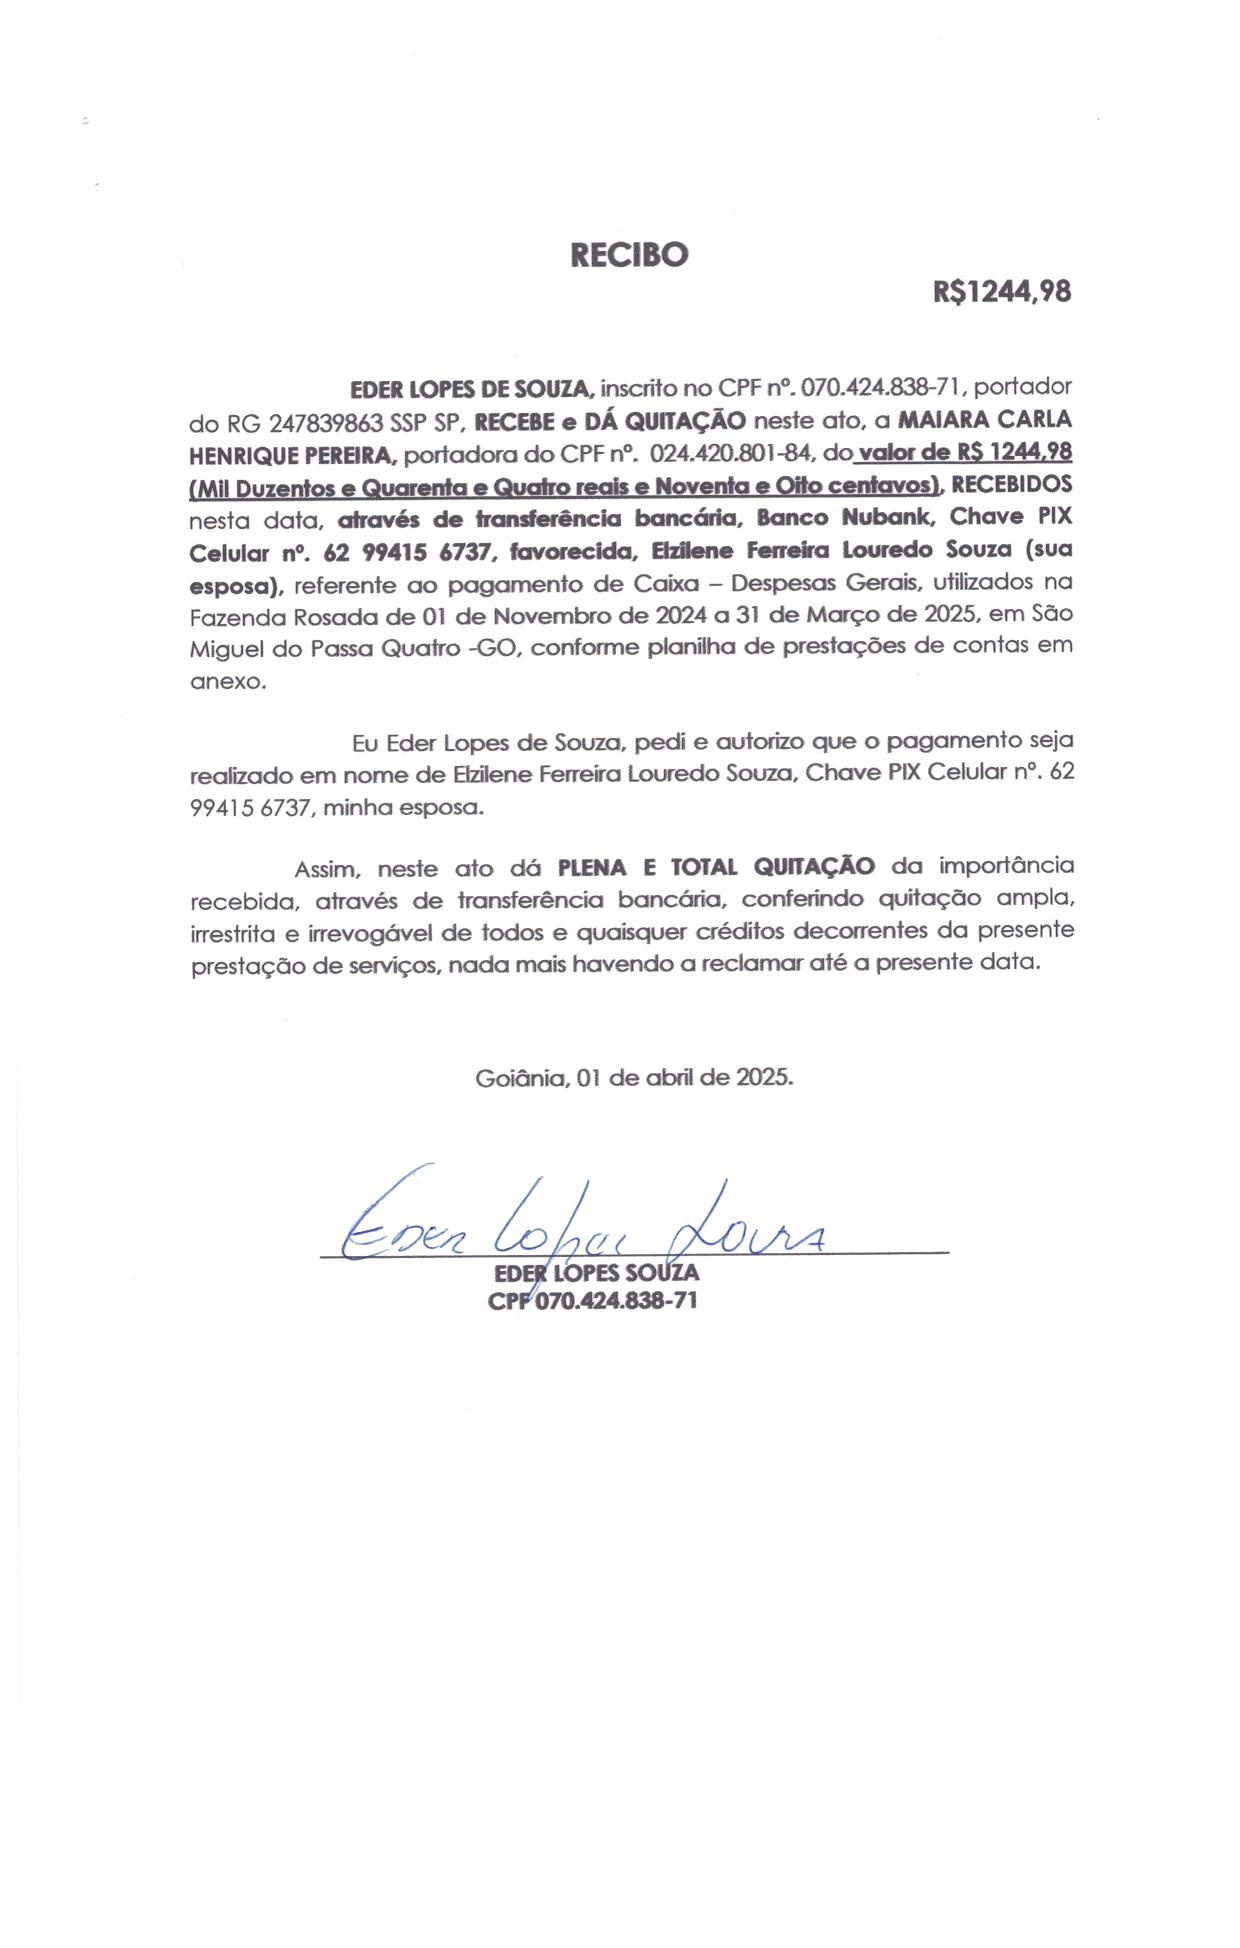 RECIBO
R$1244,98
EDER LOPES DE SOUZA, inscrito no CPF nº. 070.424.838-71, portador
do RG 247839863 SSP SP, RECEBE e DÁ QUITAÇÃO neste ato, a MAIARA CARLA
HENRIQUE PEREIRA, portadora do CPF nº. 024.420.801-84, do valor de R$ 1244,98
(Mil Duzentos e Quarenta e Quatro reais e Noventa e Oito centavos), RECEBIDOS
nesta data, através de transferência bancária, Banco Nubank, Chave PIX
Celular nº. 62 99415 6737, favorecida, Elzilene Ferreira Louredo Souza (sua
esposa), referente ao pagamento de Caixa – Despesas Gerais, utilizados na
Fazenda Rosada de 01 de Novembro de 2024 a 31 de Março de 2025, em São
Miguel do Passa Quatro -GO, conforme planilha de prestações de contas em
anexo.
Eu Eder Lopes de Souza, pedi e autorizo que o pagamento seja
realizado em nome de Elzilene Ferreira Louredo Souza, Chave PIX Celular nº. 62
99415 6737, minha esposa.
Assim, neste ato dá PLENA E TOTAL QUITAÇÃO da importância
recebida, através de transferência bancária, conferindo quitação ampla,
irrestrita e irrevogável de todos e quaisquer créditos decorrentes da presente
prestação de serviços, nada mais havendo a reclamar até a presente data.
Goiânia, 01 de abril de 2025.
Eder Lopes Souza
EDER LOPES SOUZA
CPF 070.424.838-71